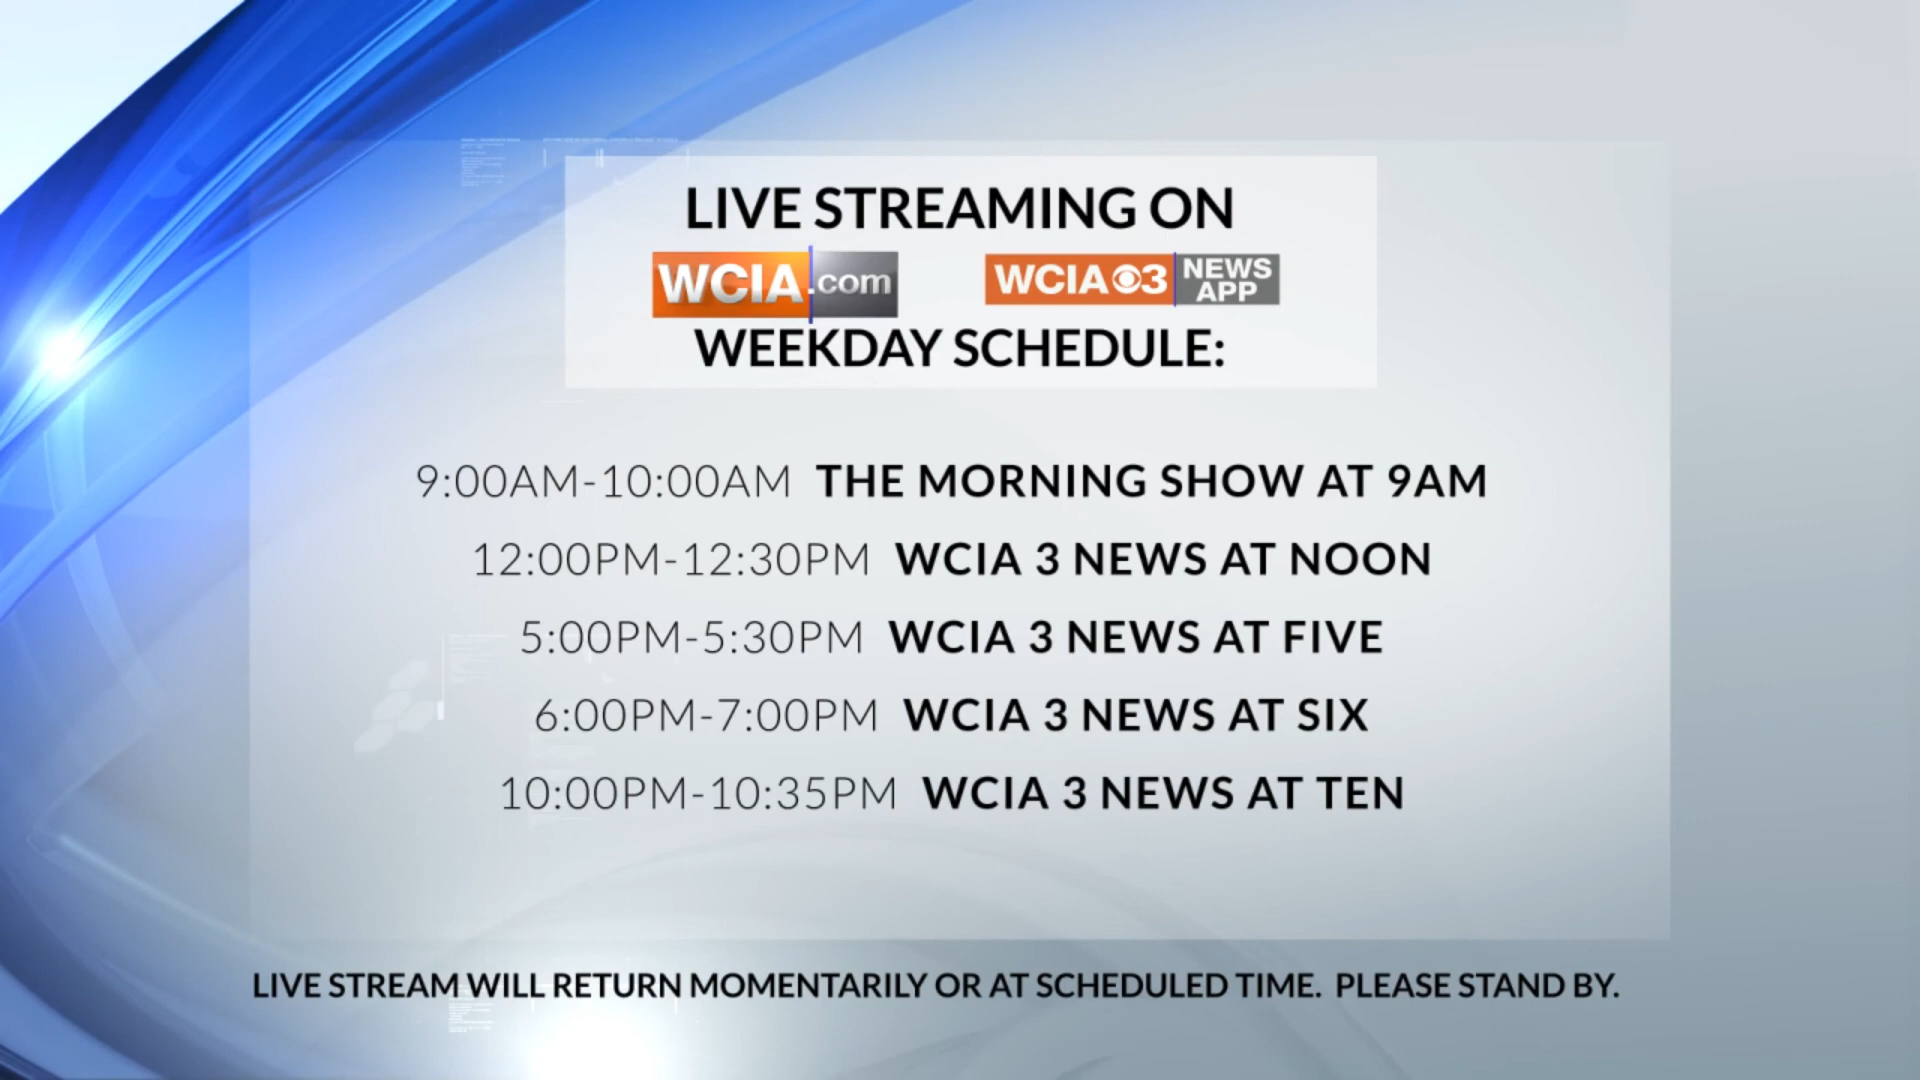 LIVE STREAMING ON
WCIA.com WCIA 3 NEWS APP
WEEKDAY SCHEDULE:
9:00AM-10:00AM THE MORNING SHOW AT 9AM
12:00PM-12:30PM WCIA 3 NEWS AT NOON
5:00PM-5:30PM WCIA 3 NEWS AT FIVE
6:00PM-7:00PM WCIA 3 NEWS AT SIX
10:00PM-10:35PM WCIA 3 NEWS AT TEN
LIVE STREAM WILL RETURN MOMENTARILY OR AT SCHEDULED TIME. PLEASE STAND BY.